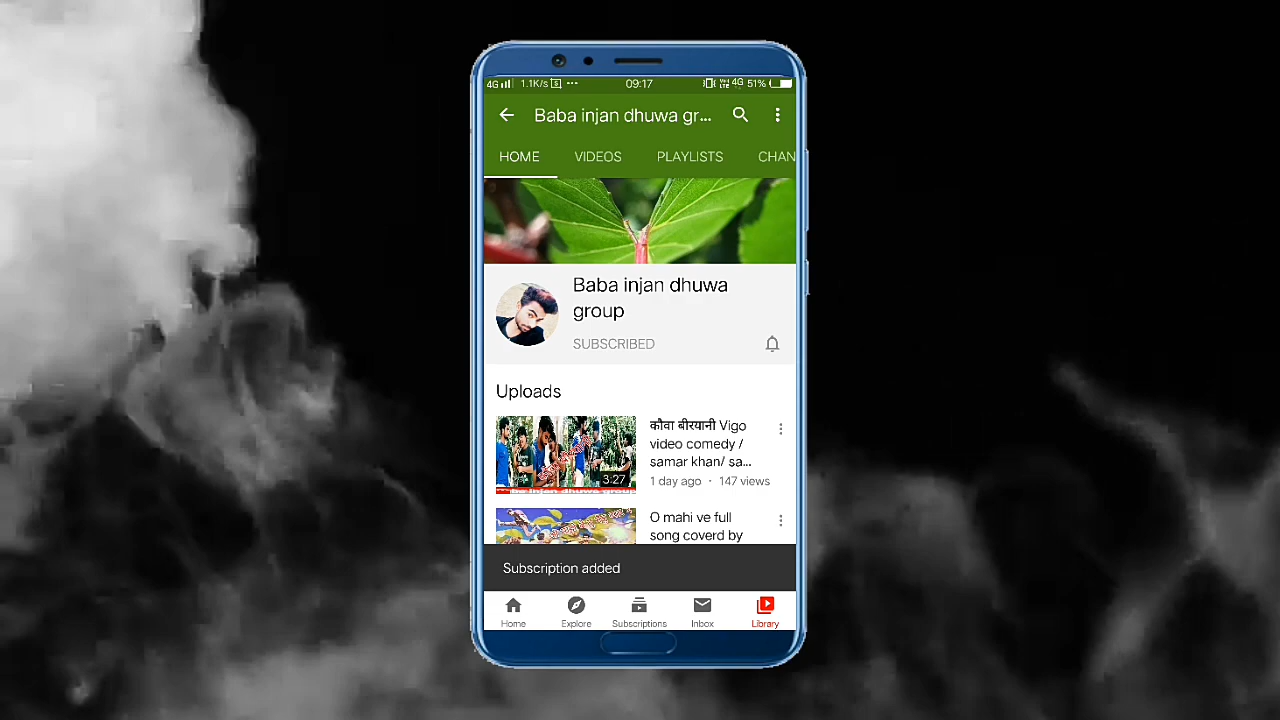 4G 1.1K/s 09:17 4G 51%
Baba injan dhuwa gr...
HOME VIDEOS PLAYLISTS CHAN
Baba injan dhuwa
group
SUBSCRIBED
Uploads
कौवा बीरयानी Vigo
video comedy /
samar khan/ sa...
1 day ago · 147 views
3:27
O mahi ve full
song coverd by
Subscription added
Home Explore Subscriptions Inbox Library